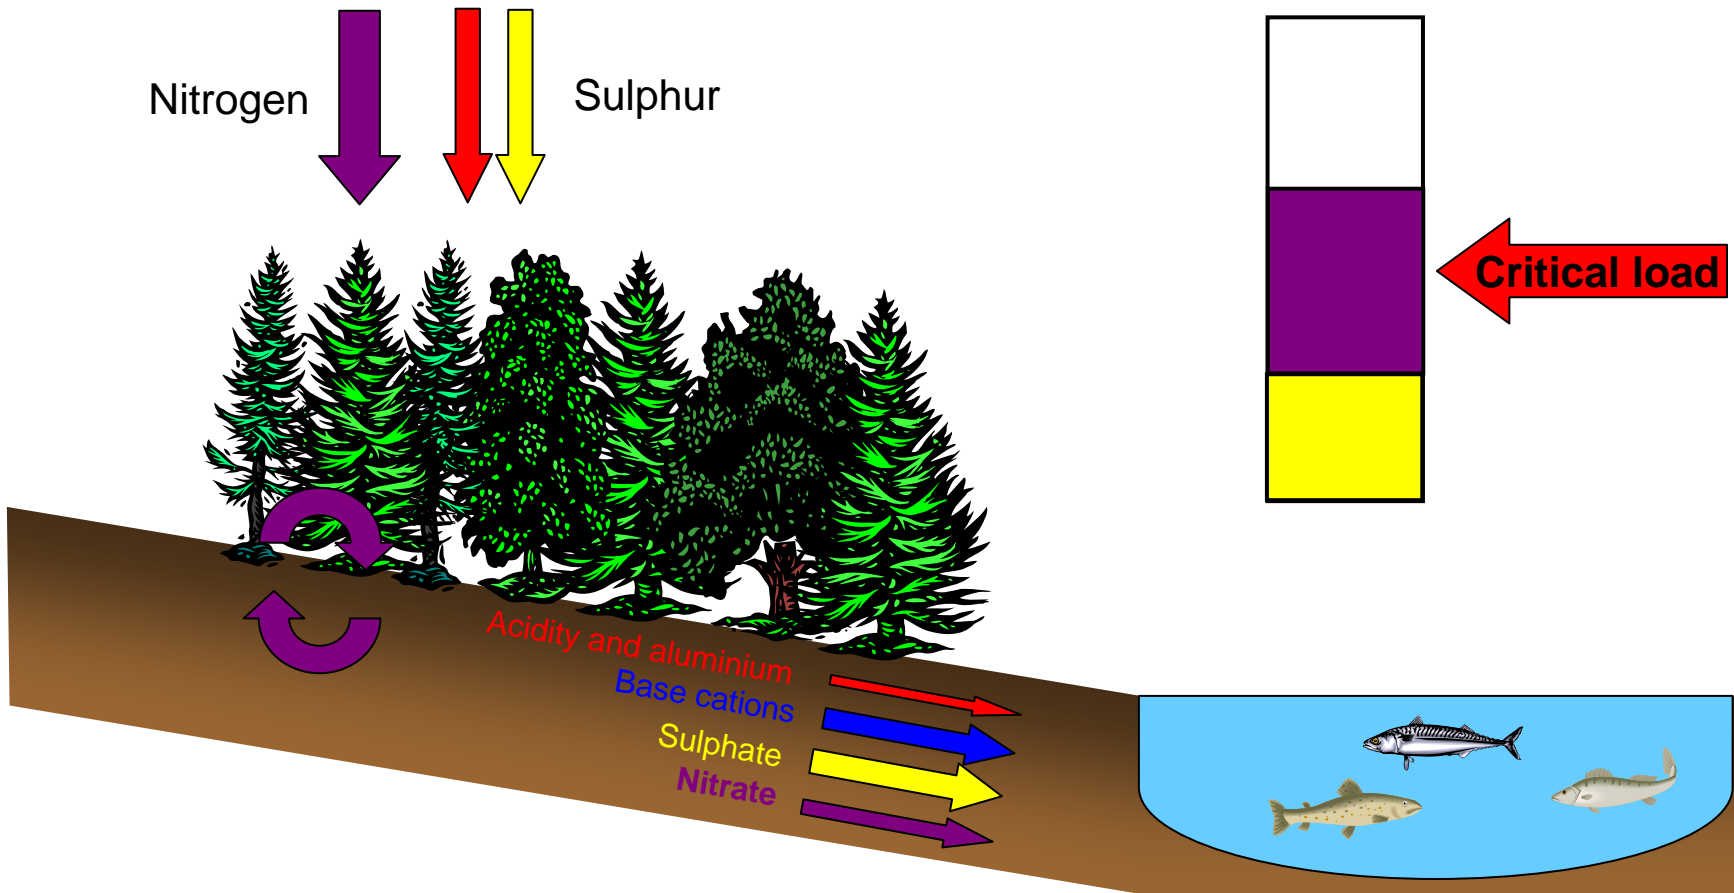 Nitrogen
Sulphur
Critical load
Acidity and aluminium
Base cations
Sulphate
Nitrate